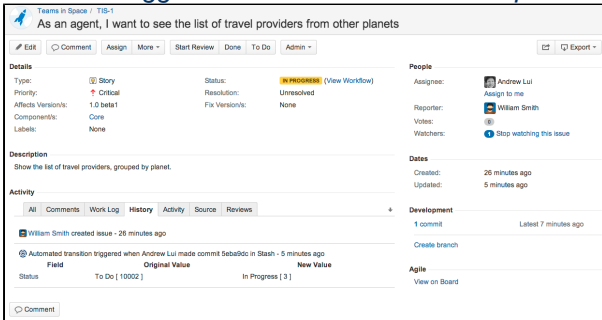 Teams in Space / TIS-1
As an agent, I want to see the list of travel providers from other planets
Edit Comment Assign More Start Review Done To Do Admin Export
Details
Type: Story
Status: IN PROGRESS (View Workflow)
Priority: Critical
Resolution: Unresolved
Affects Version/s: 1.0 beta1
Fix Version/s: None
Component/s: Core
Labels: None
Description
Show the list of travel providers, grouped by planet.
Activity
All Comments Work Log History Activity Source Reviews
William Smith created issue - 26 minutes ago
Automated transition triggered when Andrew Lui made commit 5eba9dc in Stash - 5 minutes ago
Field Original Value New Value
Status To Do [ 10002 ] In Progress [ 3 ]
Comment
People
Assignee: Andrew Lui
Assign to me
Reporter: William Smith
Votes: 0
Watchers: 1 Stop watching this issue
Dates
Created: 26 minutes ago
Updated: 5 minutes ago
Development
1 commit Latest 7 minutes ago
Create branch
Agile
View on Board